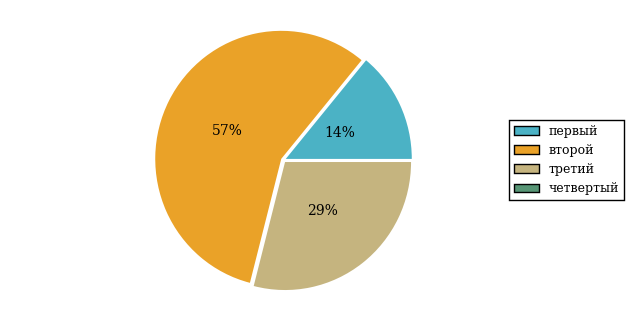 57%
14%
29%
первый
второй
третий
четвертый